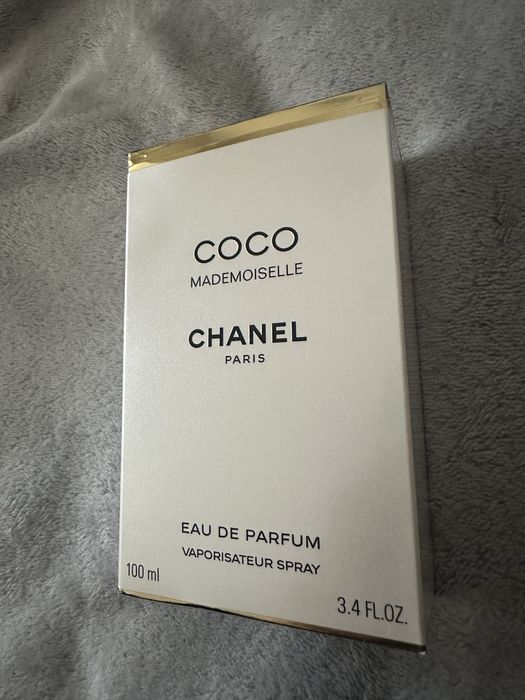 COCO
MADEMOISELLE
CHANEL
PARIS
EAU DE PARFUM
VAPORISATEUR SPRAY
100 ml
3.4 FL.OZ.